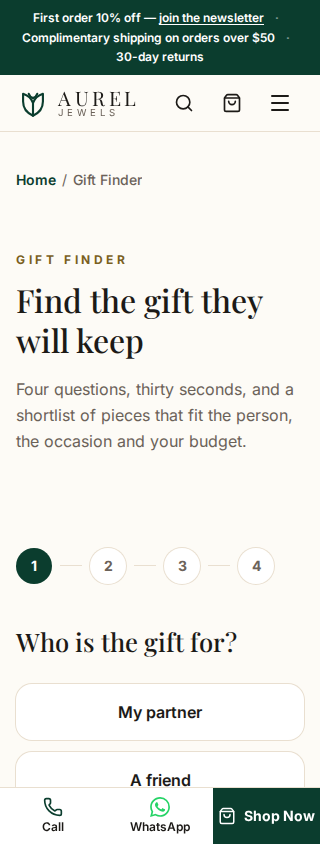 First order 10% off — join the newsletter ·
Complimentary shipping on orders over $50 ·
30-day returns
AUREL
JEWELS
Home / Gift Finder
GIFT FINDER
Find the gift they
will keep
Four questions, thirty seconds, and a
shortlist of pieces that fit the person,
the occasion and your budget.
1 2 3 4
Who is the gift for?
My partner
A friend
Call WhatsApp Shop Now